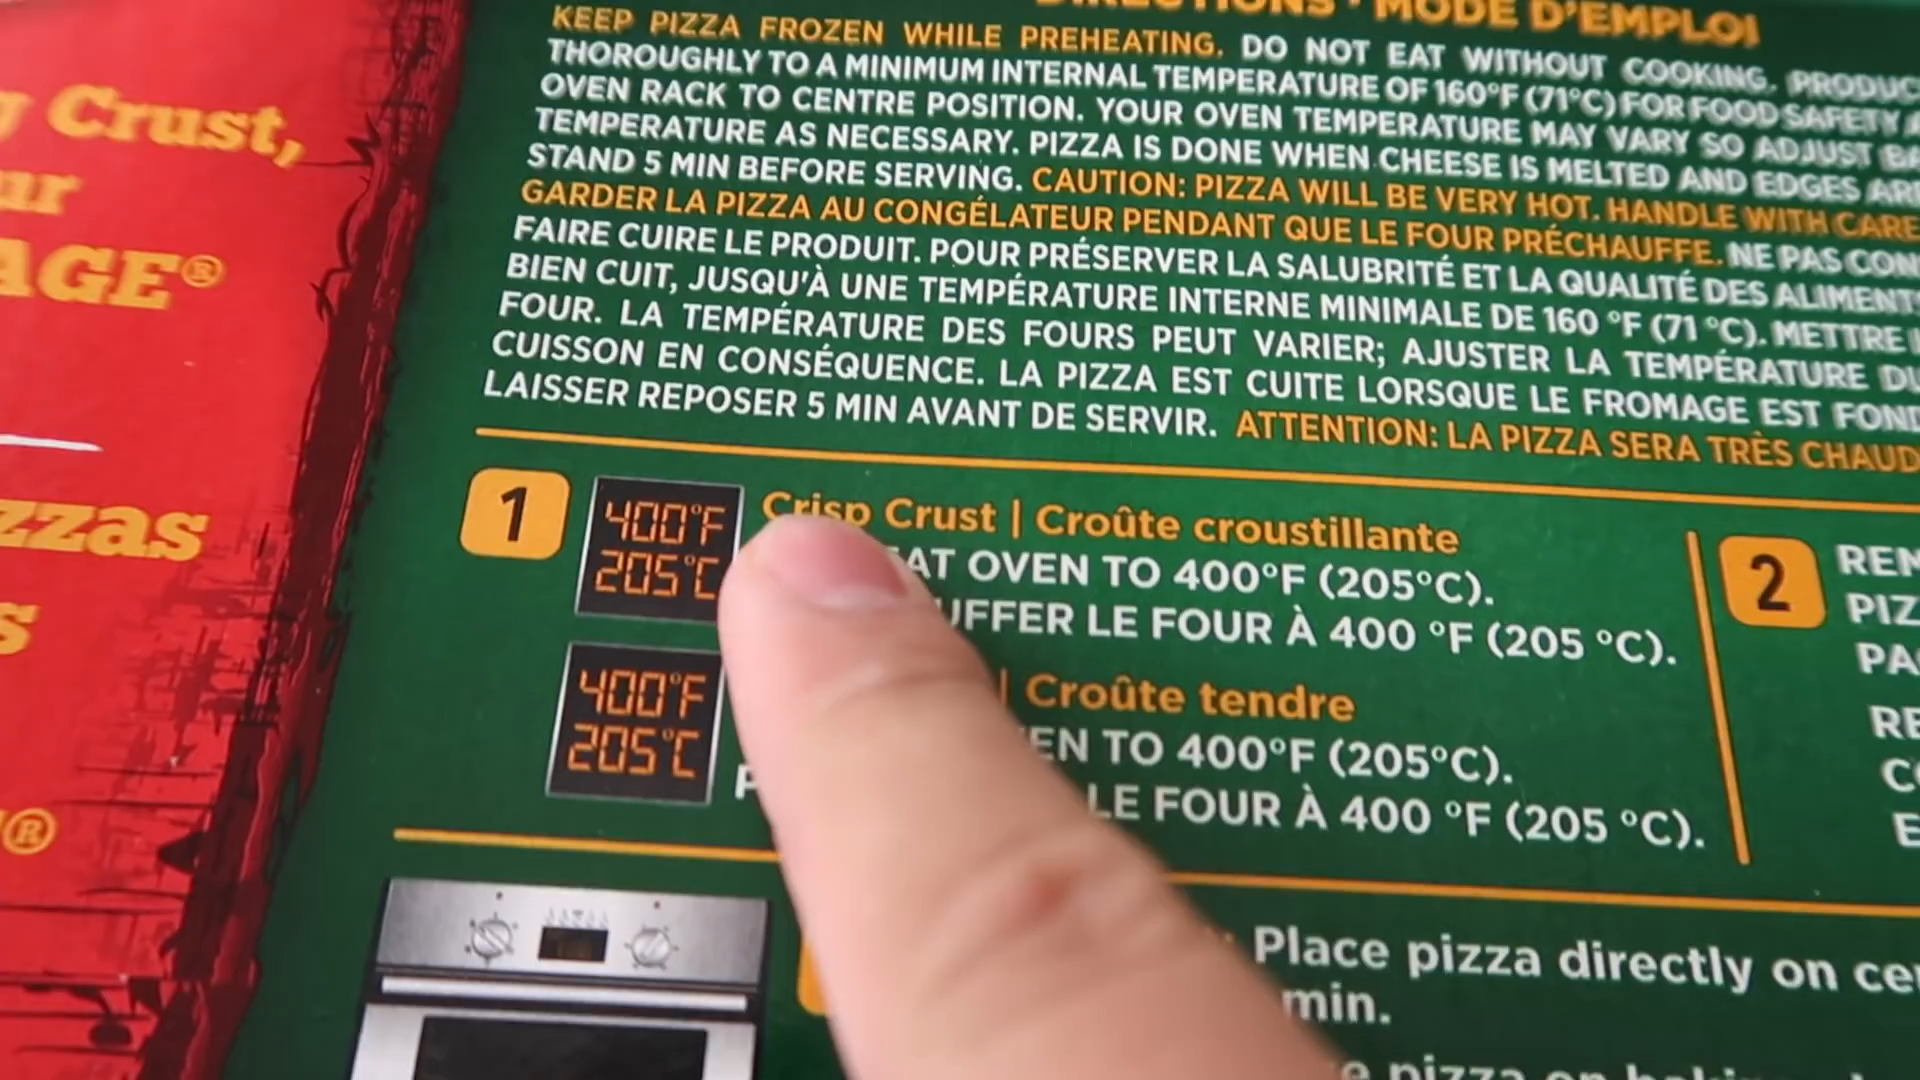 Crust,
AGE®
KEEP PIZZA FROZEN WHILE PREHEATING. DO NOT EAT WITHOUT COOKING.
THOROUGHLY TO A MINIMUM INTERNAL TEMPERATURE OF 160°F (71°C) FOR FOOD SAFETY
OVEN RACK TO CENTRE POSITION. YOUR OVEN TEMPERATURE MAY VARY SO ADJUST
TEMPERATURE AS NECESSARY. PIZZA IS DONE WHEN CHEESE IS MELTED AND EDGES
STAND 5 MIN BEFORE SERVING. CAUTION: PIZZA WILL BE VERY HOT. HANDLE WITH CARE
GARDER LA PIZZA AU CONGÉLATEUR PENDANT QUE LE FOUR PRÉCHAUFFE. NE PAS
FAIRE CUIRE LE PRODUIT. POUR PRÉSERVER LA SALUBRITÉ ET LA QUALITÉ DES
BIEN CUIT, JUSQU'À UNE TEMPÉRATURE INTERNE MINIMALE DE 160 °F (71 °C). METTRE
FOUR. LA TEMPÉRATURE DES FOURS PEUT VARIER; AJUSTER LA TEMPÉRATURE
CUISSON EN CONSÉQUENCE. LA PIZZA EST CUITE LORSQUE LE FROMAGE EST
LAISSER REPOSER 5 MIN AVANT DE SERVIR. ATTENTION: LA PIZZA SERA TRÈS
1
400°F
205°C
Crisp Crust | Croûte croustillante
OVEN TO 400°F (205°C).
LE FOUR À 400 °F (205 °C).
400°F
205°C
| Croûte tendre
TO 400°F (205°C).
LE FOUR À 400 °F (205 °C).
2
Place pizza directly on
min.
pizza on